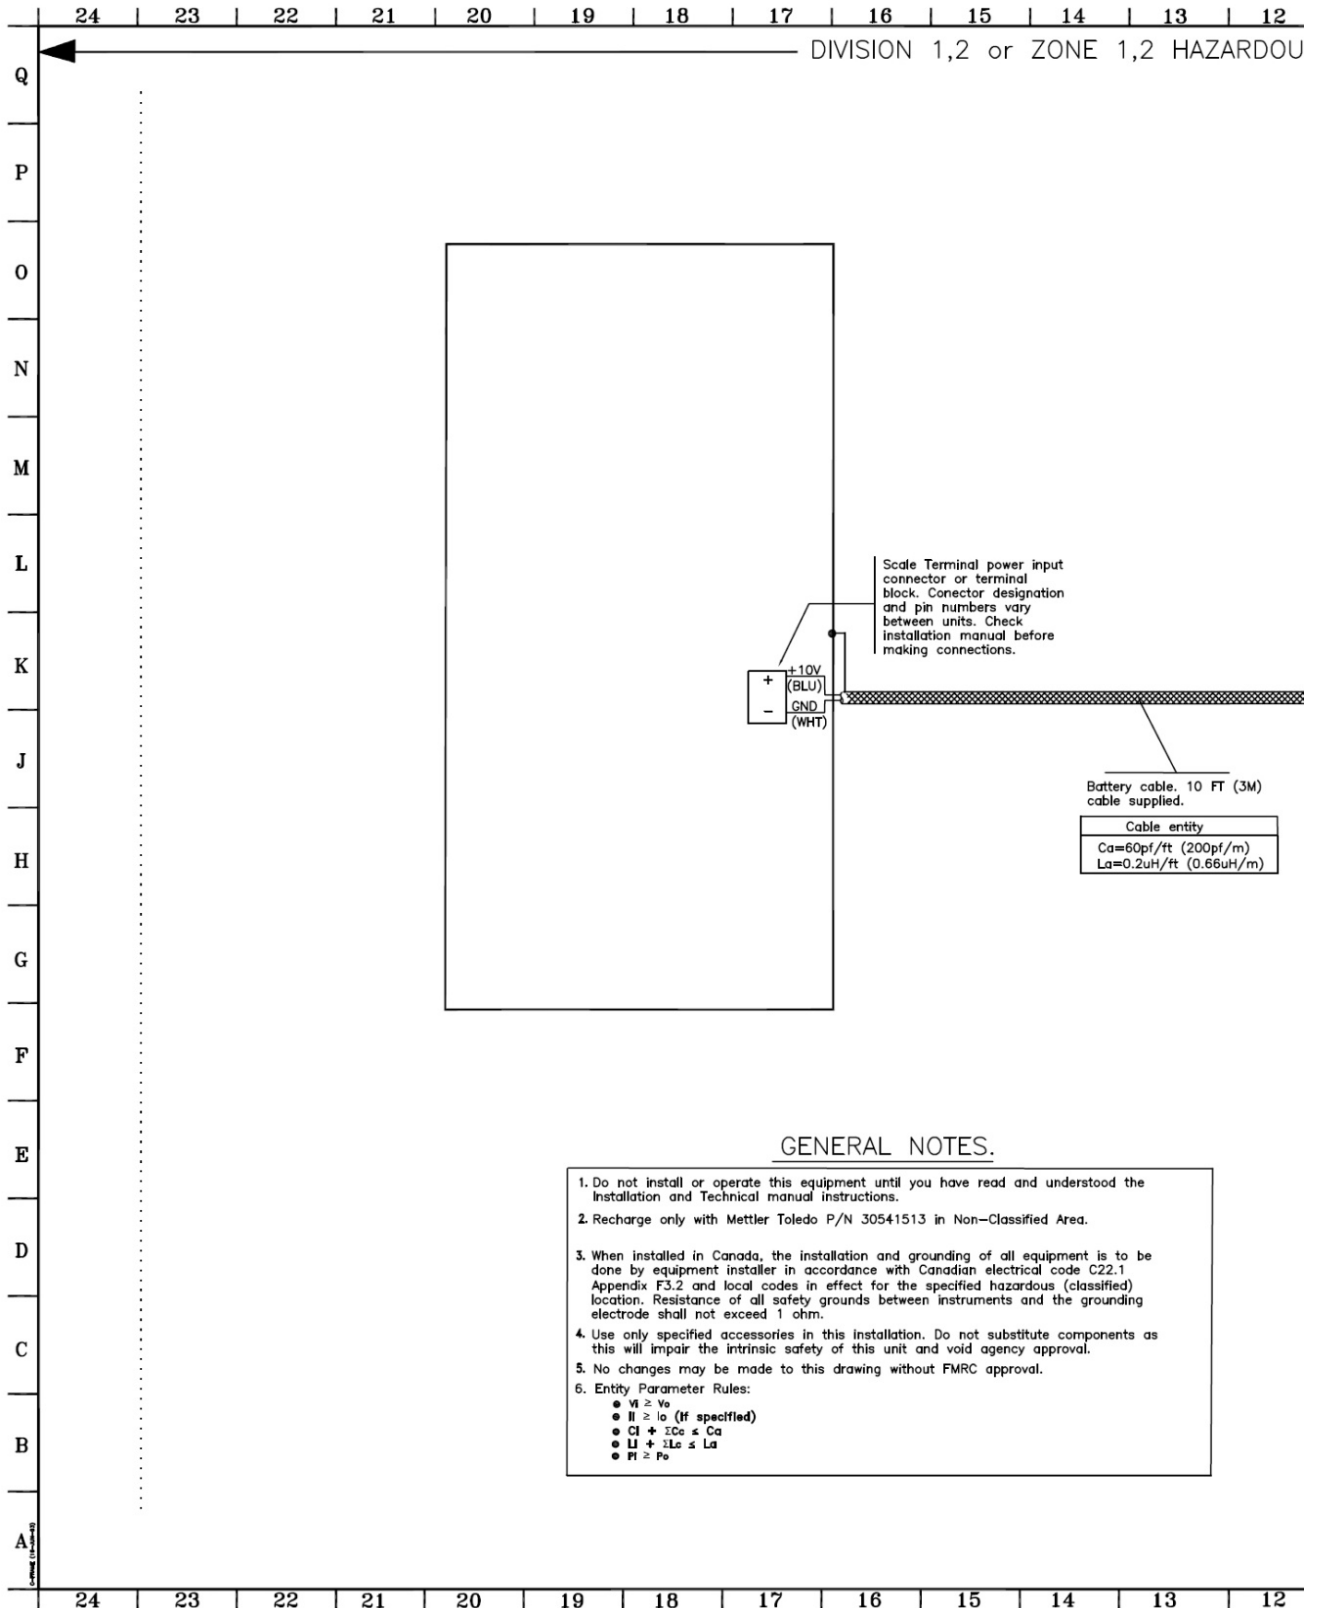 24 23 22 21 20 19 18 17 16 15 14 13 12
DIVISION 1,2 or ZONE 1,2 HAZARDOU
Q
P
O
N
M
L
Scale Terminal power input
connector or terminal
block. Conector designation
and pin numbers vary
between units. Check
installation manual before
making connections.
K
+10V
+
(BLU)
GND
−
(WHT)
J
Battery cable. 10 FT (3M)
cable supplied.
Cable entity
Ca=60pf/ft (200pf/m)
La=0.2uH/ft (0.66uH/m)
H
G
F
E
GENERAL NOTES.
1. Do not install or operate this equipment until you have read and understood the
Installation and Technical manual instructions.
2. Recharge only with Mettler Toledo P/N 30541513 in Non-Classified Area.
D
3. When installed in Canada, the installation and grounding of all equipment is to be
done by equipment installer in accordance with Canadian electrical code C22.1
Appendix F3.2 and local codes in effect for the specified hazardous (classified)
location. Resistance of all safety grounds between instruments and the grounding
electrode shall not exceed 1 ohm.
C
4. Use only specified accessories in this installation. Do not substitute components as
this will impair the intrinsic safety of this unit and void agency approval.
5. No changes may be made to this drawing without FMRC approval.
6. Entity Parameter Rules:
● Vi ≥ Vo
● Ii ≥ Io (If specified)
● Ci + ΣCc ≤ Ca
B
● Li + ΣLc ≤ La
● Pi ≥ Po
A
24 23 22 21 20 19 18 17 16 15 14 13 12